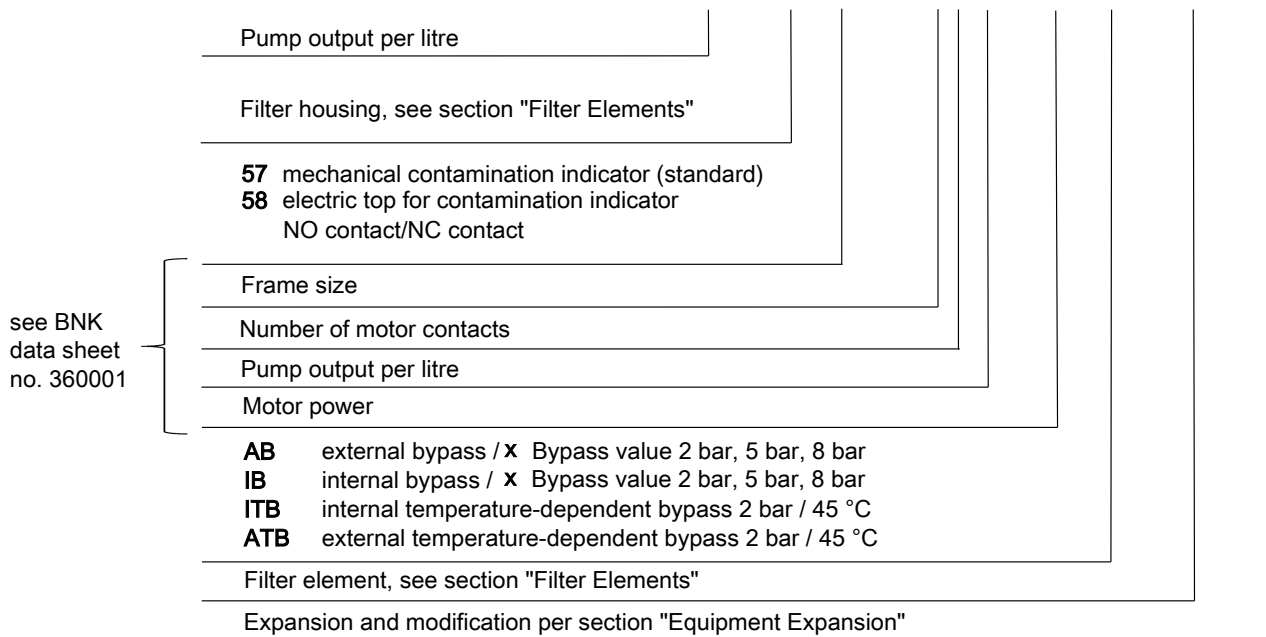 Pump output per litre
Filter housing, see section "Filter Elements"
57 mechanical contamination indicator (standard)
58 electric top for contamination indicator
NO contact/NC contact
see BNK
data sheet
no. 360001
Frame size
Number of motor contacts
Pump output per litre
Motor power
AB external bypass / x Bypass value 2 bar, 5 bar, 8 bar
IB internal bypass / x Bypass value 2 bar, 5 bar, 8 bar
ITB internal temperature-dependent bypass 2 bar / 45 °C
ATB external temperature-dependent bypass 2 bar / 45 °C
Filter element, see section "Filter Elements"
Expansion and modification per section "Equipment Expansion"